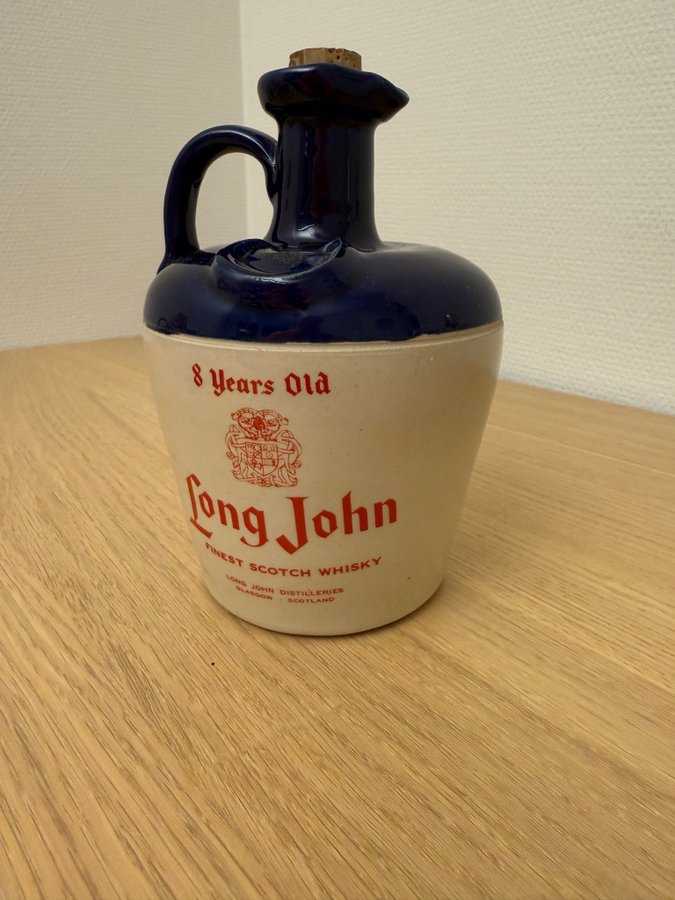 8 Years Old
Long John
FINEST SCOTCH WHISKY
LONG JOHN DISTILLERIES
GLASGOW · SCOTLAND